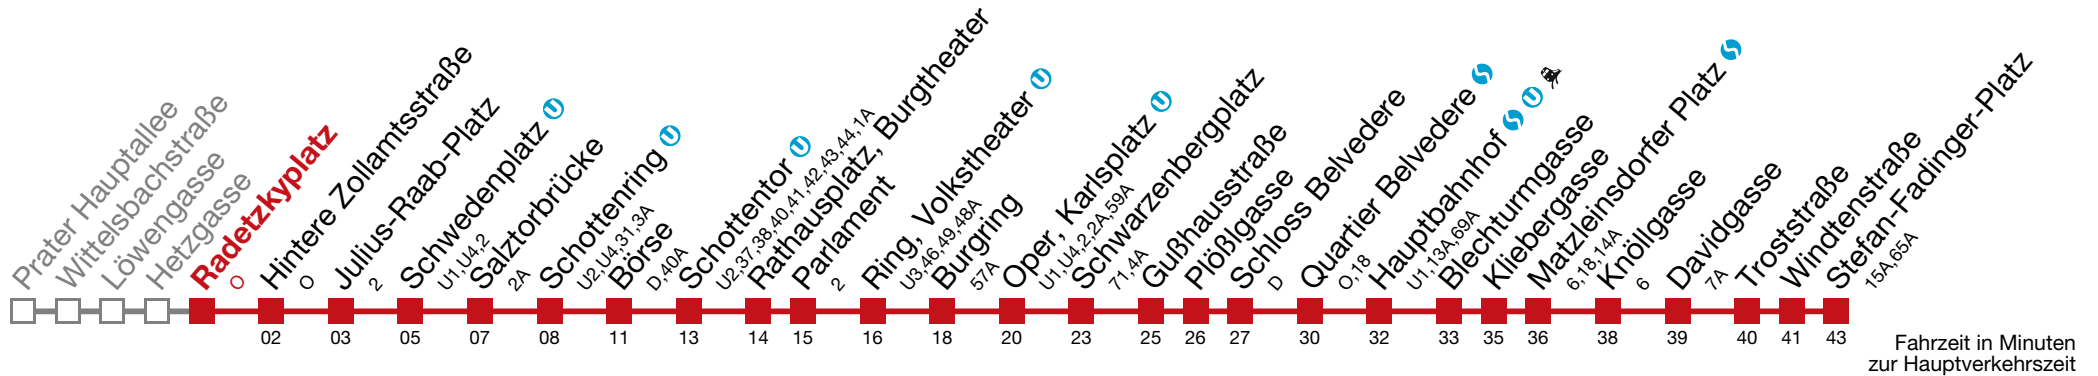 Prater Hauptallee
Wittelsbachstraße
Löwengasse
Hetzgasse
Radetzkyplatz
O
Hintere Zollamtsstraße
O
Julius-Raab-Platz
2
Schwedenplatz U
U1,U4,2
Salztorbrücke
2A
Schottenring U
U2,U4,31,3A
Börse
D,40A
Schottentor U
U2,37,38,40,41,42,43,44,1A
Rathausplatz, Burgtheater
Parlament
2
Ring, Volkstheater U
U3,46,49,48A
Burgring
57A
Oper, Karlsplatz U
U1,U4,2,2A,59A
Schwarzenbergplatz
71,4A
Gußhausstraße
Plößlgasse
Schloss Belvedere
D
Quartier Belvedere S
O,18
Hauptbahnhof S U
U1,13A,69A
Blechturmgasse
Kliebergasse
Matzleinsdorfer Platz S
6,18,14A
Knöllgasse
6
Davidgasse
7A
Troststraße
Windtenstraße
Stefan-Fadinger-Platz
15A,65A
02 03 05 07 08 11 13 14 15 16 18 20 23 25 26 27 30 32 33 35 36 38 39 40 41 43
Fahrzeit in Minuten
zur Hauptverkehrszeit